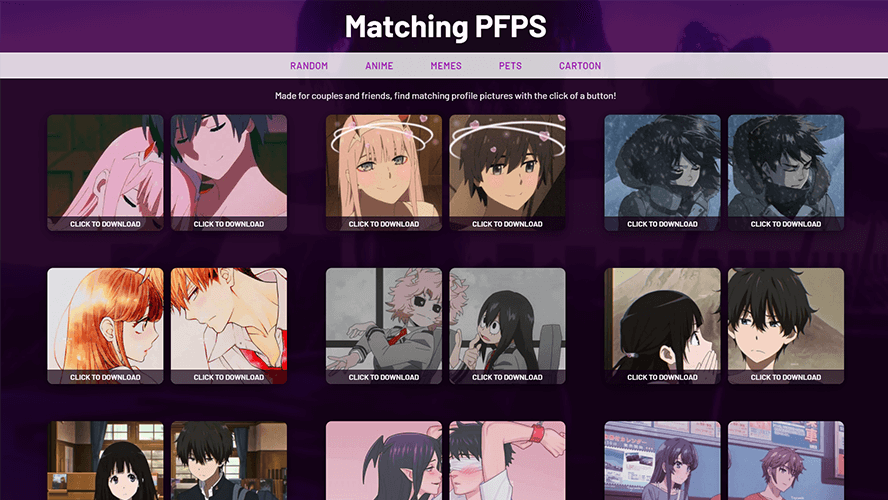 Matching PFPS
RANDOM ANIME MEMES PETS CARTOON
Made for couples and friends, find matching profile pictures with the click of a button!
CLICK TO DOWNLOAD CLICK TO DOWNLOAD CLICK TO DOWNLOAD CLICK TO DOWNLOAD CLICK TO DOWNLOAD CLICK TO DOWNLOAD
CLICK TO DOWNLOAD CLICK TO DOWNLOAD CLICK TO DOWNLOAD CLICK TO DOWNLOAD CLICK TO DOWNLOAD CLICK TO DOWNLOAD